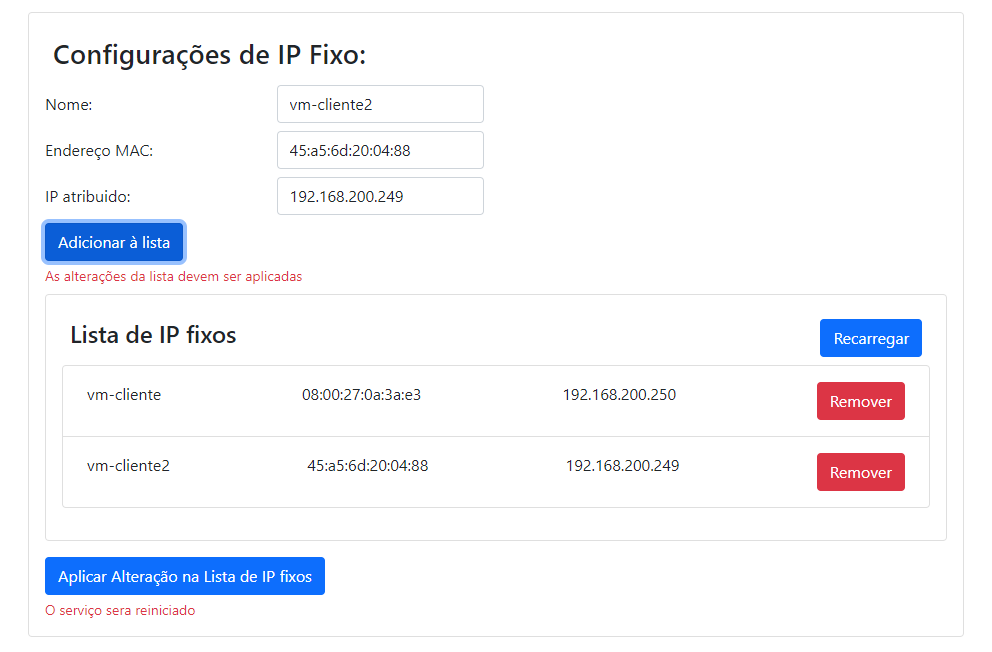 Configurações de IP Fixo:
Nome: vm-cliente2
Endereço MAC: 45:a5:6d:20:04:88
IP atribuido: 192.168.200.249
Adicionar à lista
As alterações da lista devem ser aplicadas
Lista de IP fixos Recarregar
vm-cliente 08:00:27:0a:3a:e3 192.168.200.250 Remover
vm-cliente2 45:a5:6d:20:04:88 192.168.200.249 Remover
Aplicar Alteração na Lista de IP fixos
O serviço sera reiniciado